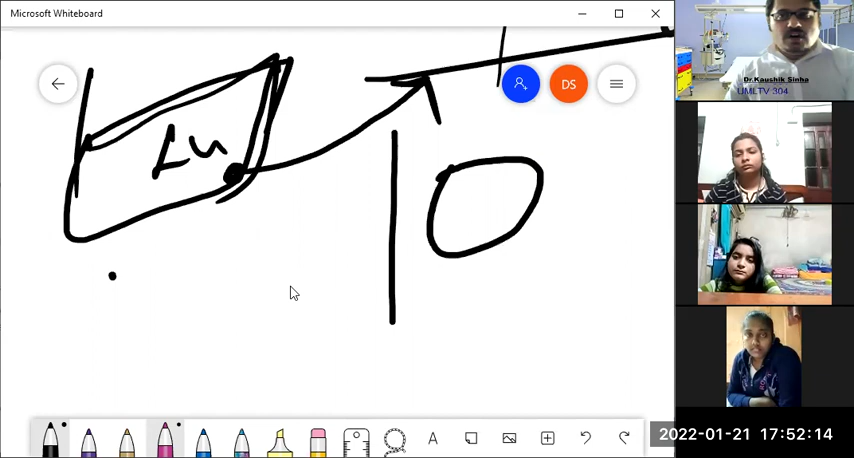 Microsoft Whiteboard
Lu
10
DS
A
Dr.Kaushik Sinha
UMLTV 304
2022-01-21 17:52:14